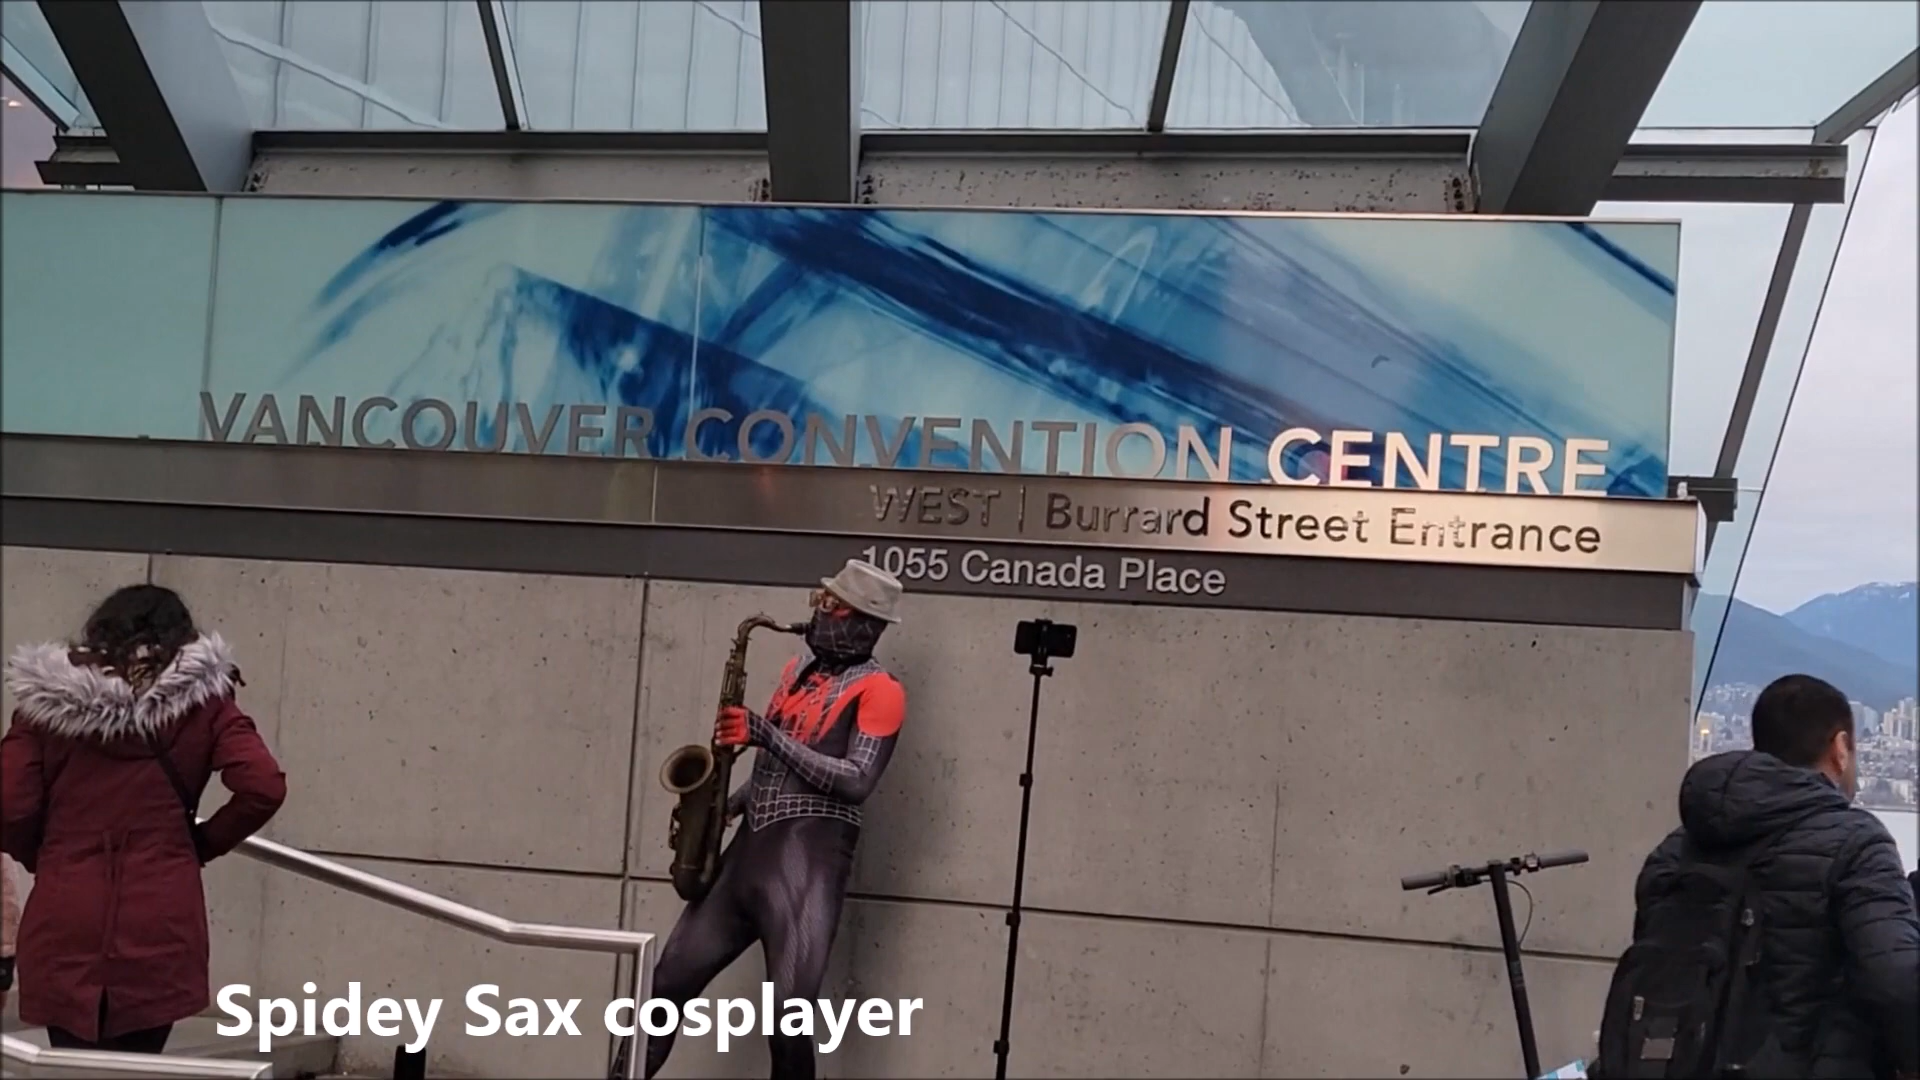 VANCOUVER CONVENTION CENTRE
WEST | Burrard Street Entrance
1055 Canada Place
Spidey Sax cosplayer